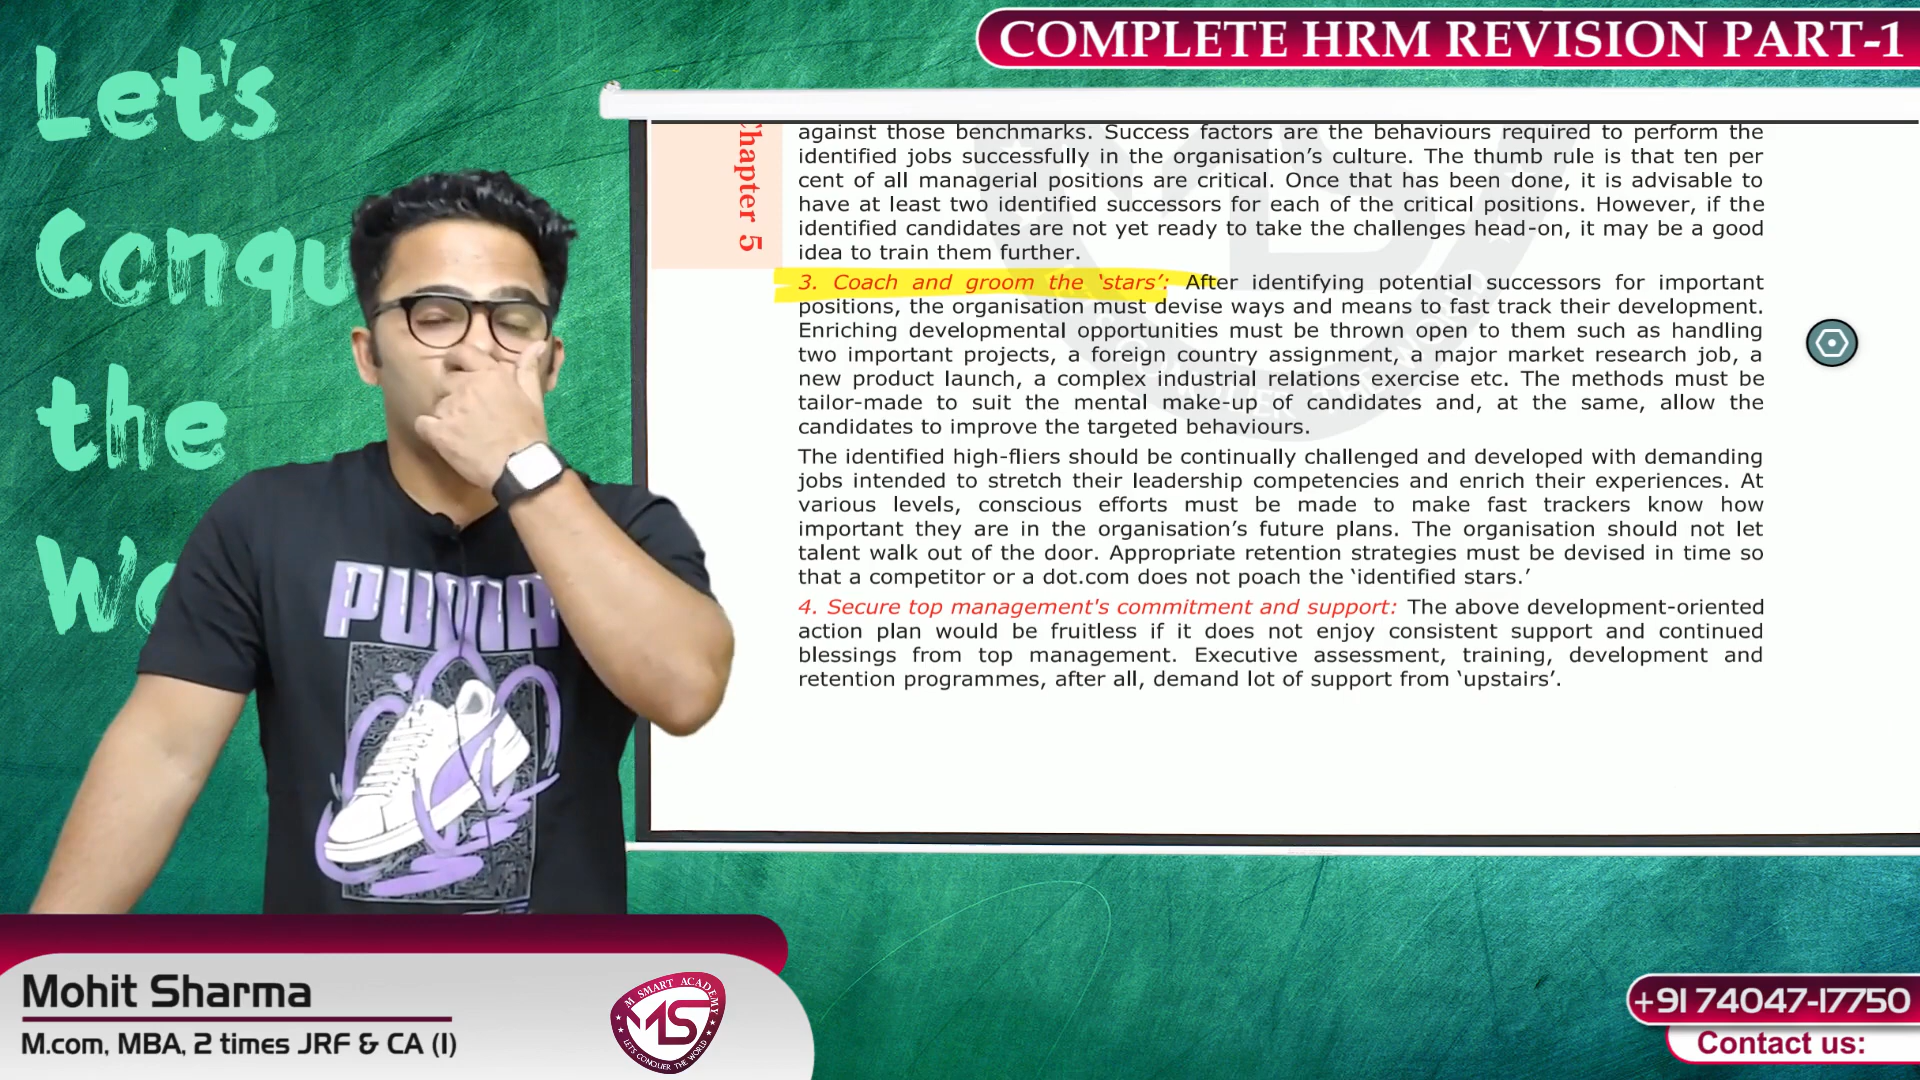 COMPLETE HRM REVISION PART-1
Let's
Conqu
the
Wo
Chapter 5
against those benchmarks. Success factors are the behaviours required to perform the
identified jobs successfully in the organisation’s culture. The thumb rule is that ten per
cent of all managerial positions are critical. Once that has been done, it is advisable to
have at least two identified successors for each of the critical positions. However, if the
identified candidates are not yet ready to take the challenges head-on, it may be a good
idea to train them further.
3. Coach and groom the ‘stars’: After identifying potential successors for important
positions, the organisation must devise ways and means to fast track their development.
Enriching developmental opportunities must be thrown open to them such as handling
two important projects, a foreign country assignment, a major market research job, a
new product launch, a complex industrial relations exercise etc. The methods must be
tailor-made to suit the mental make-up of candidates and, at the same, allow the
candidates to improve the targeted behaviours.
The identified high-fliers should be continually challenged and developed with demanding
jobs intended to stretch their leadership competencies and enrich their experiences. At
various levels, conscious efforts must be made to make fast trackers know how
important they are in the organisation’s future plans. The organisation should not let
talent walk out of the door. Appropriate retention strategies must be devised in time so
that a competitor or a dot.com does not poach the ‘identified stars.’
4. Secure top management's commitment and support: The above development-oriented
action plan would be fruitless if it does not enjoy consistent support and continued
blessings from top management. Executive assessment, training, development and
retention programmes, after all, demand lot of support from ‘upstairs’.
PUMA
Mohit Sharma
M.com, MBA, 2 times JRF & CA (I)
M SMART ACADEMY
MS
LET'S CONQUER THE WORLD
+91 74047-17750
Contact us: